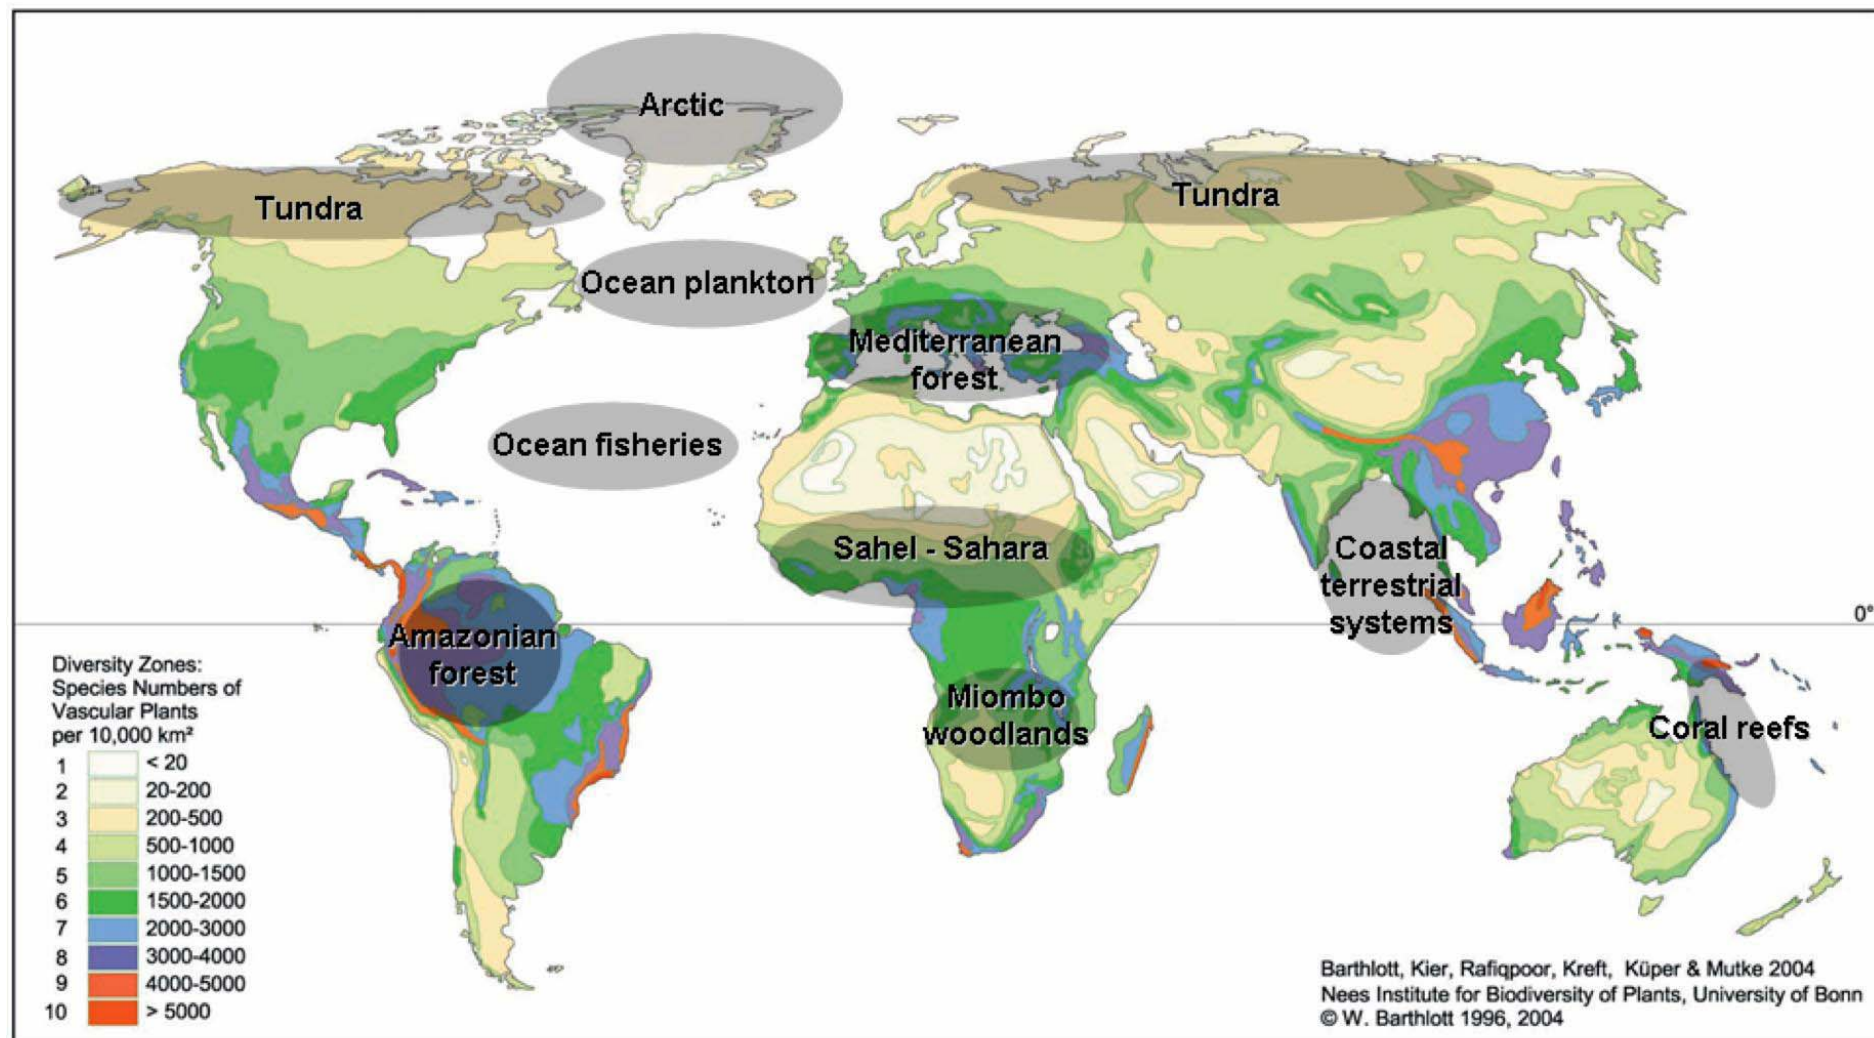 Arctic
Tundra
Tundra
Ocean plankton
Mediterranean
forest
Ocean fisheries
Sahel - Sahara
Coastal
terrestrial
systems
0°
Amazonian
forest
Miombo
woodlands
Coral reefs
Diversity Zones:
Species Numbers of
Vascular Plants
per 10,000 km²
1 < 20
2 20-200
3 200-500
4 500-1000
5 1000-1500
6 1500-2000
7 2000-3000
8 3000-4000
9 4000-5000
10 > 5000
Barthlott, Kier, Rafiqpoor, Kreft, Küper & Mutke 2004
Nees Institute for Biodiversity of Plants, University of Bonn
© W. Barthlott 1996, 2004